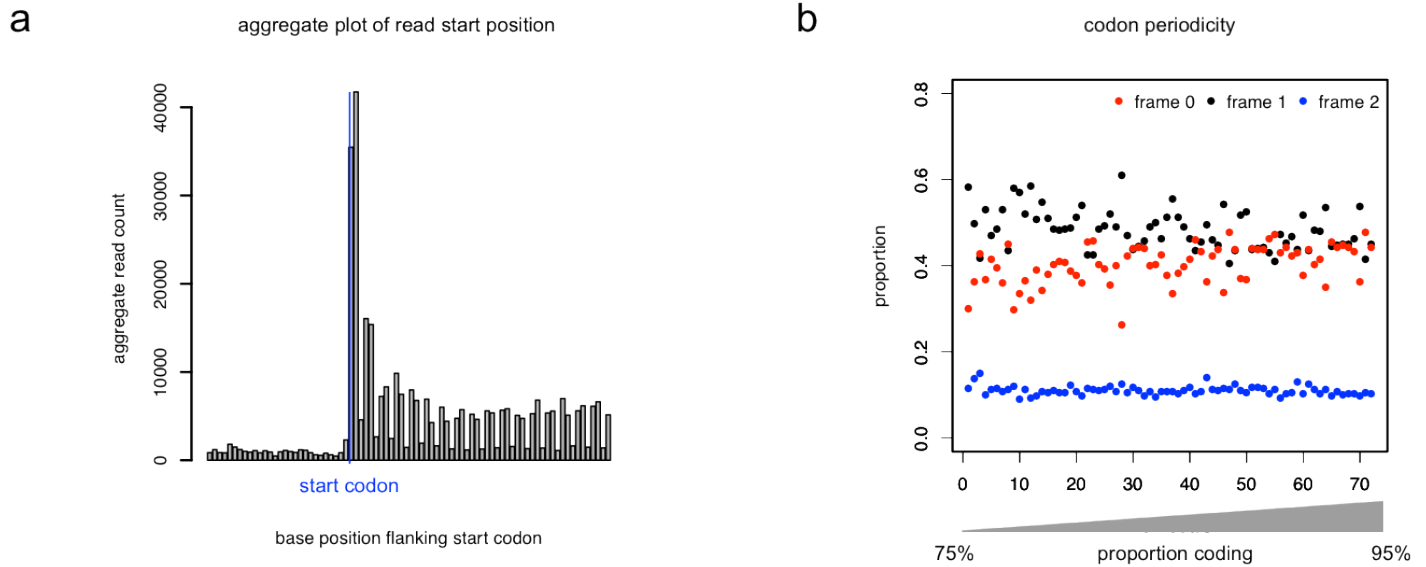 a
aggregate plot of read start position
aggregate read count
40000
30000
20000
10000
0
start codon
base position flanking start codon
b
codon periodicity
frame 0 frame 1 frame 2
proportion
0.8
0.6
0.4
0.2
0.0
0 10 20 30 40 50 60 70
75% proportion coding 95%